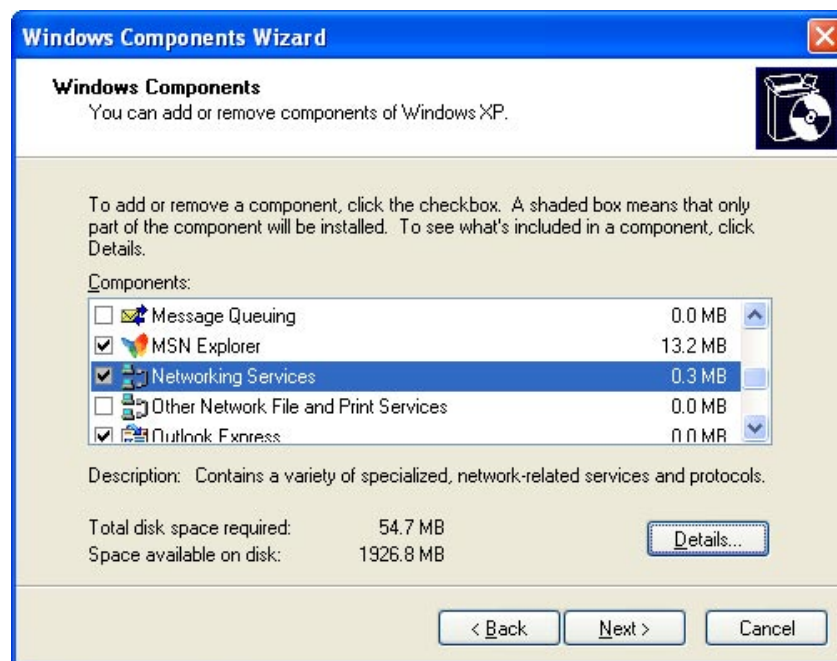 Windows Components Wizard
Windows Components
You can add or remove components of Windows XP.
To add or remove a component, click the checkbox. A shaded box means that only
part of the component will be installed. To see what's included in a component, click
Details.
Components:
Message Queuing 0.0 MB
MSN Explorer 13.2 MB
Networking Services 0.3 MB
Other Network File and Print Services 0.0 MB
Outlook Express 0.0 MB
Description: Contains a variety of specialized, network-related services and protocols.
Total disk space required: 54.7 MB
Space available on disk: 1926.8 MB
Details...
< Back Next > Cancel